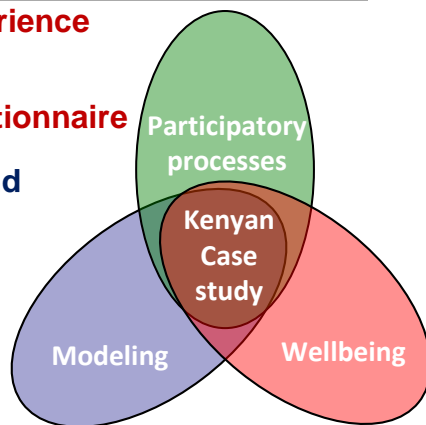 rience
tionnaire
d
Participatory
processes
Kenyan
Case
study
Modeling
Wellbeing